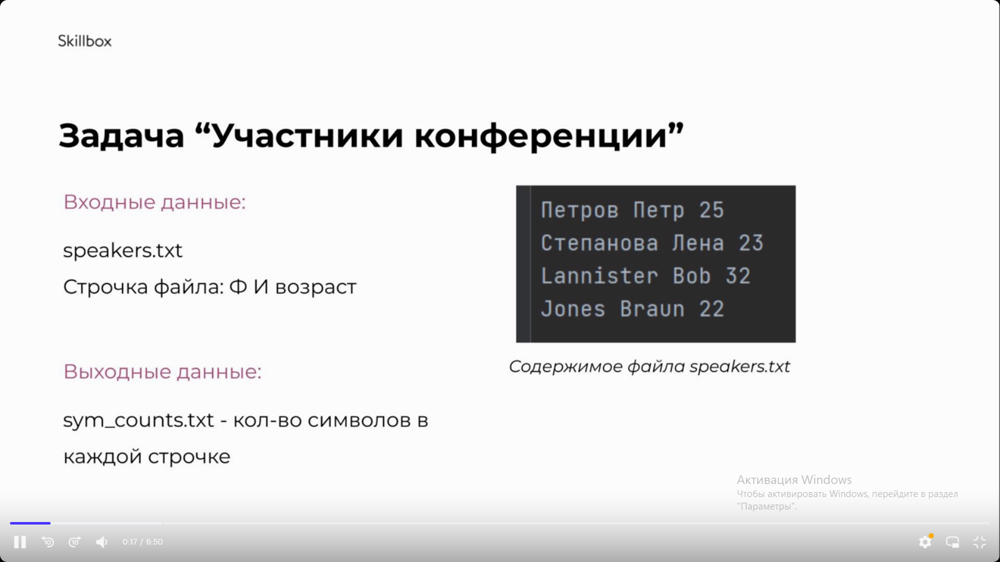 Skillbox
Задача “Участники конференции”
Входные данные:
speakers.txt
Строчка файла: Ф И возраст
Петров Петр 25
Степанова Лена 23
Lannister Bob 32
Jones Braun 22
Содержимое файла speakers.txt
Выходные данные:
sym_counts.txt - кол-во символов в
каждой строчке
Активация Windows
Чтобы активировать Windows, перейдите в раздел
"Параметры".
10
10
0:17 / 6:50